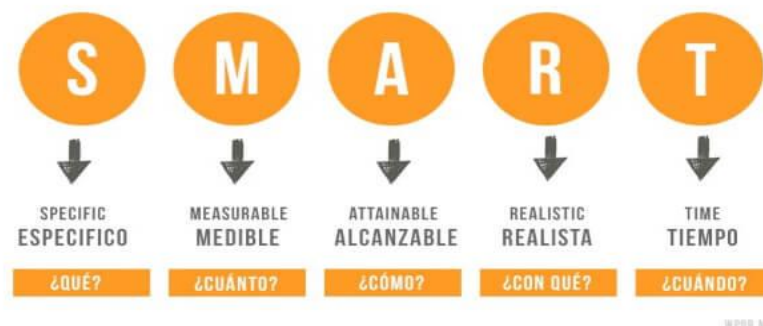 S M A R T
SPECIFIC MEASURABLE ATTAINABLE REALISTIC TIME
ESPECIFICO MEDIBLE ALCANZABLE REALISTA TIEMPO
¿QUÉ? ¿CUÁNTO? ¿CÓMO? ¿CON QUÉ? ¿CUÁNDO?